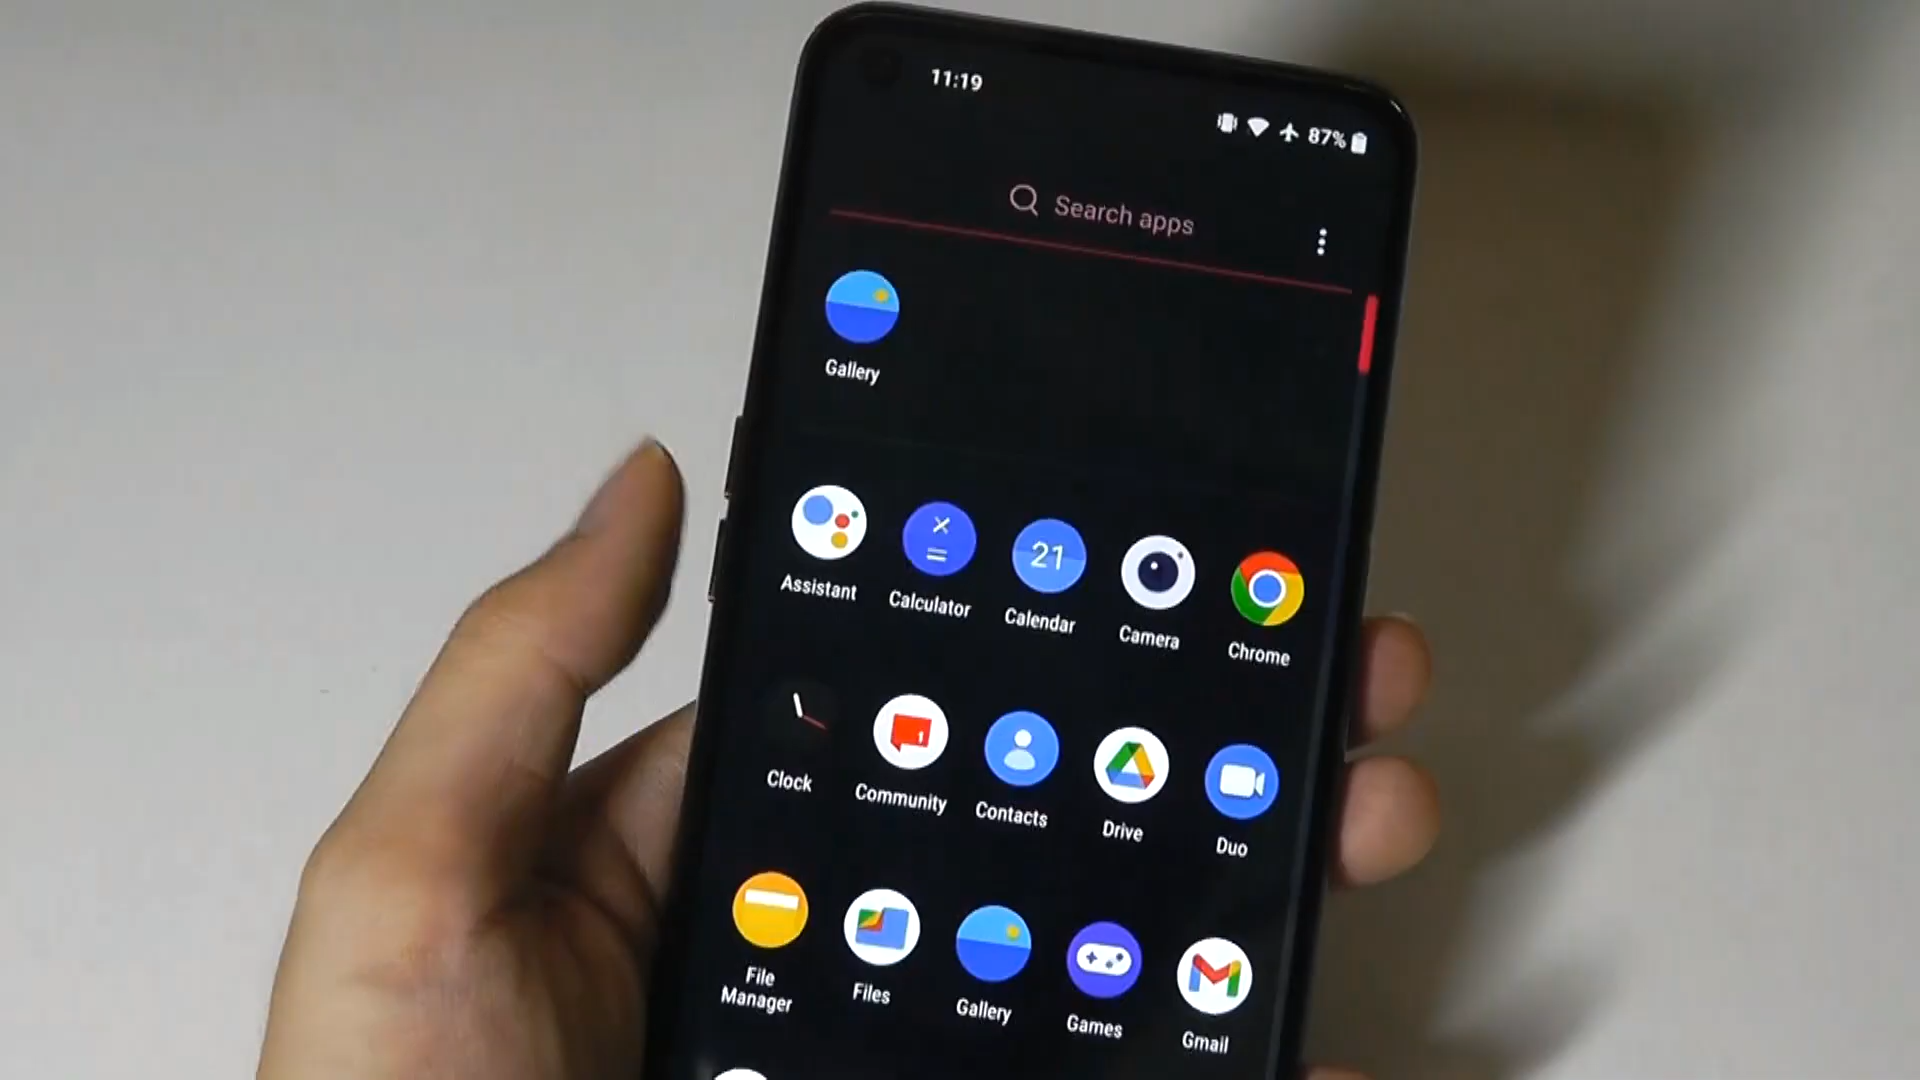 11:19
87%
Search apps
Gallery
21
Assistant
Calculator
Calendar
Camera
Chrome
1
Clock
Community
Contacts
Drive
Duo
File
Manager
Files
Gallery
Games
Gmail